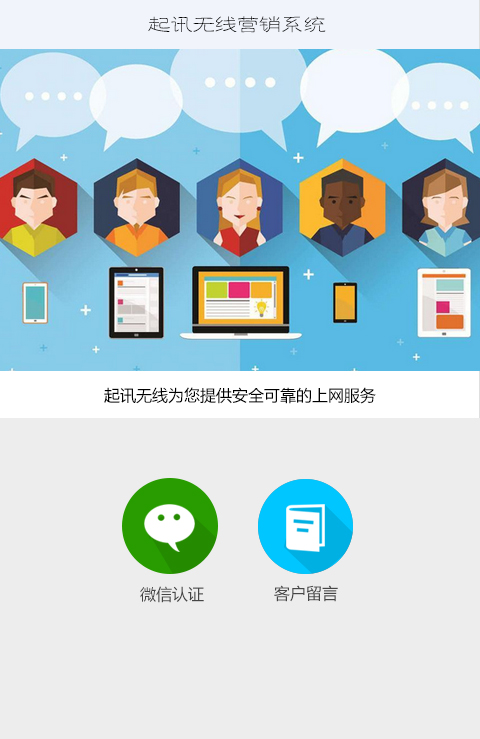 起讯无线营销系统
起讯无线为您提供安全可靠的上网服务
微信认证
客户留言